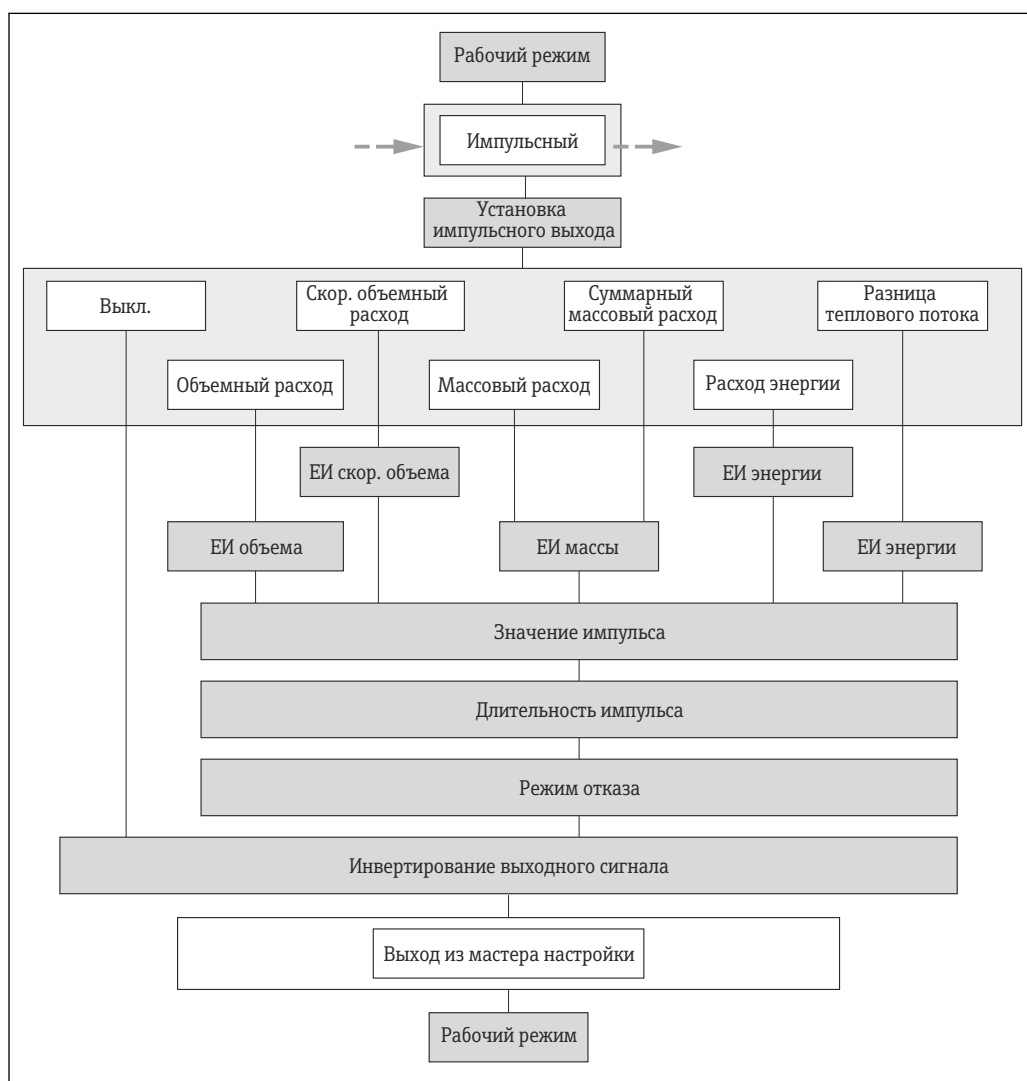 Рабочий режим
Импульсный
Установка
импульсного выхода
Выкл.
Скор. объемный
расход
Суммарный
массовый расход
Разница
теплового потока
Объемный расход
Массовый расход
Расход энергии
ЕИ скор. объема
ЕИ энергии
ЕИ объема
ЕИ массы
ЕИ энергии
Значение импульса
Длительность импульса
Режим отказа
Инвертирование выходного сигнала
Выход из мастера настройки
Рабочий режим